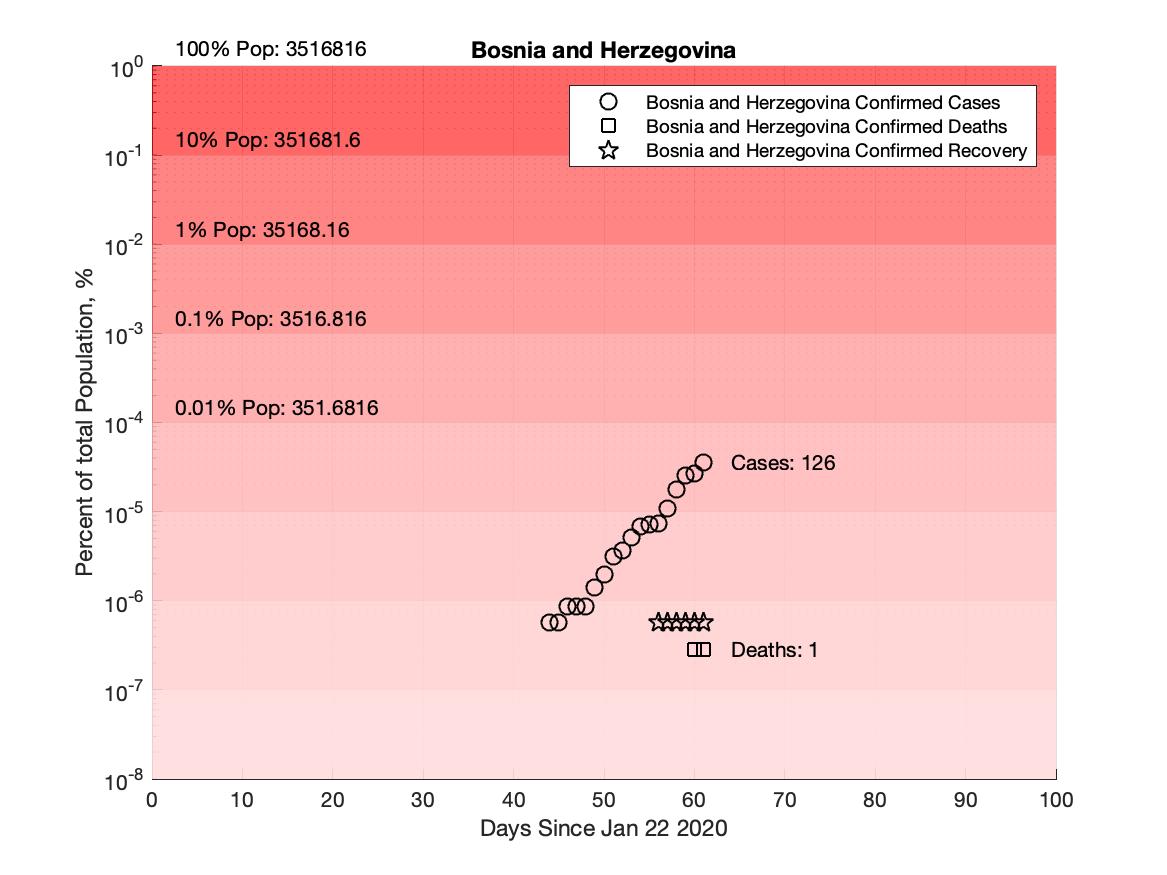 100% Pop: 3516816
Bosnia and Herzegovina
10^0
Bosnia and Herzegovina Confirmed Cases
Bosnia and Herzegovina Confirmed Deaths
Bosnia and Herzegovina Confirmed Recovery
10% Pop: 351681.6
10^-1
1% Pop: 35168.16
10^-2
0.1% Pop: 3516.816
10^-3
0.01% Pop: 351.6816
10^-4
Cases: 126
10^-5
10^-6
Deaths: 1
10^-7
10^-8
Percent of total Population, %
0 10 20 30 40 50 60 70 80 90 100
Days Since Jan 22 2020